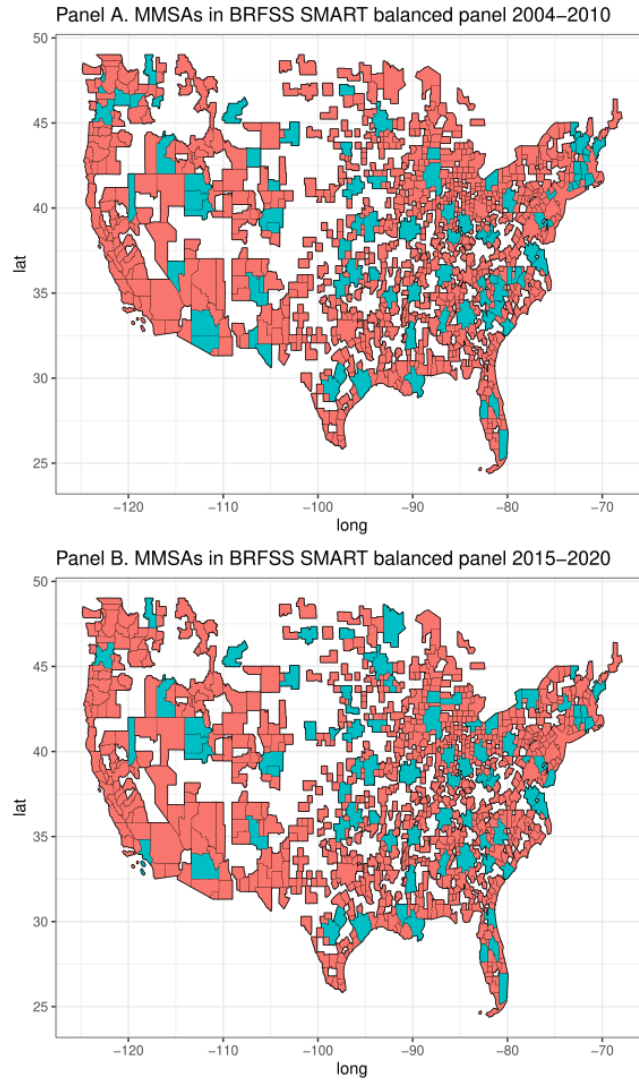 Panel A. MMSAs in BRFSS SMART balanced panel 2004−2010
50
45
40
35
30
25
lat
−120 −110 −100 −90 −80 −70
long
Panel B. MMSAs in BRFSS SMART balanced panel 2015−2020
50
45
40
35
30
25
lat
−120 −110 −100 −90 −80 −70
long